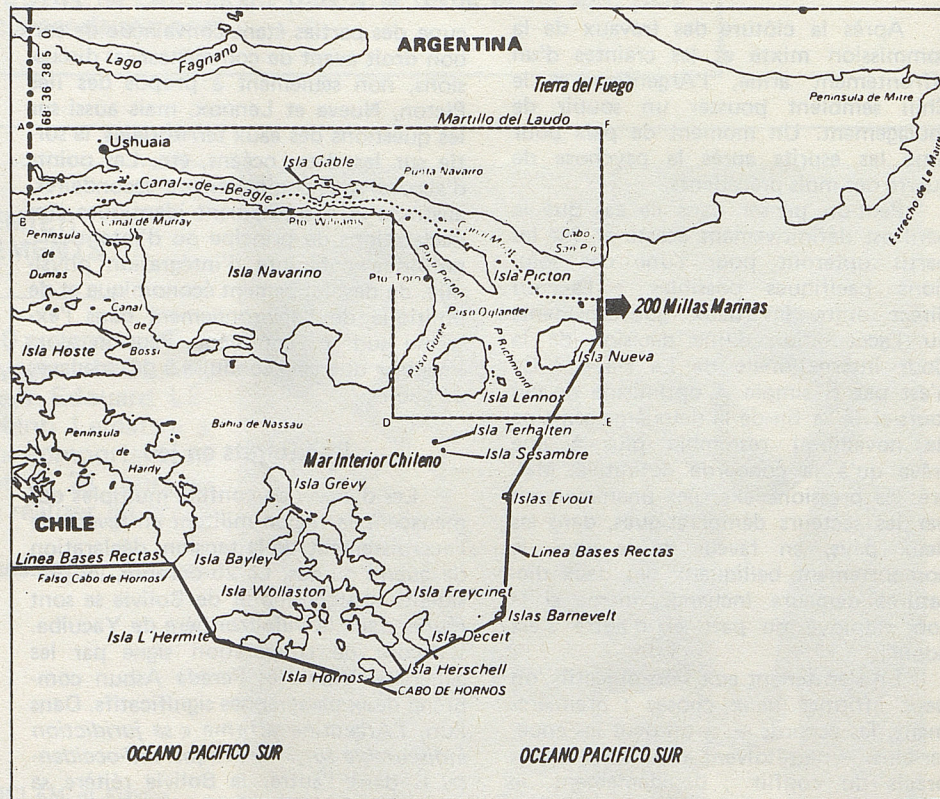 ARGENTINA
Lago Fagnano
Tierra del Fuego
Peninsula de Mitre
Estrecho de Le Maire
68° 36' 38.5" O
Martillo del Laudo
A
F
Ushuaia
Isla Gable
Punta Navarro
Canal de Beagle
B
Canal de Murray
Pto Williams
Peninsula
de
Dumas
Isla Navarino
Cabo
San Pio
Isla Picton
Pto Toro
Paso Picton
200 Millas Marinas
Canal
de
Bossi
Paso Oglander
Isla Hoste
Paso Goree
P Richmond
Isla Nueva
Isla Lennox
D
E
Bahia de Nassau
Isla Terhalten
Peninsula
de
Hardy
Mar Interior Chileno
Isla Sesambre
Isla Grévy
Islas Evout
CHILE
Linea Bases Rectas
Linea Bases Rectas
Isla Bayley
Falso Cabo de Hornos
Isla Wollaston
Isla Freycinet
Islas Barnevelt
Isla L'Hermite
Isla Deceit
Isla Herschell
Isla Hornos
CABO DE HORNOS
OCEANO PACIFICO SUR
OCEANO PACIFICO SUR